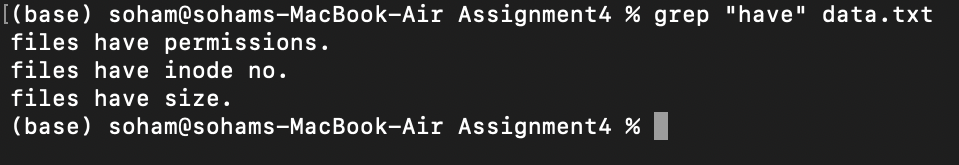 [(base) soham@sohams-MacBook-Air Assignment4 % grep "have" data.txt
files have permissions.
files have inode no.
files have size.
(base) soham@sohams-MacBook-Air Assignment4 %